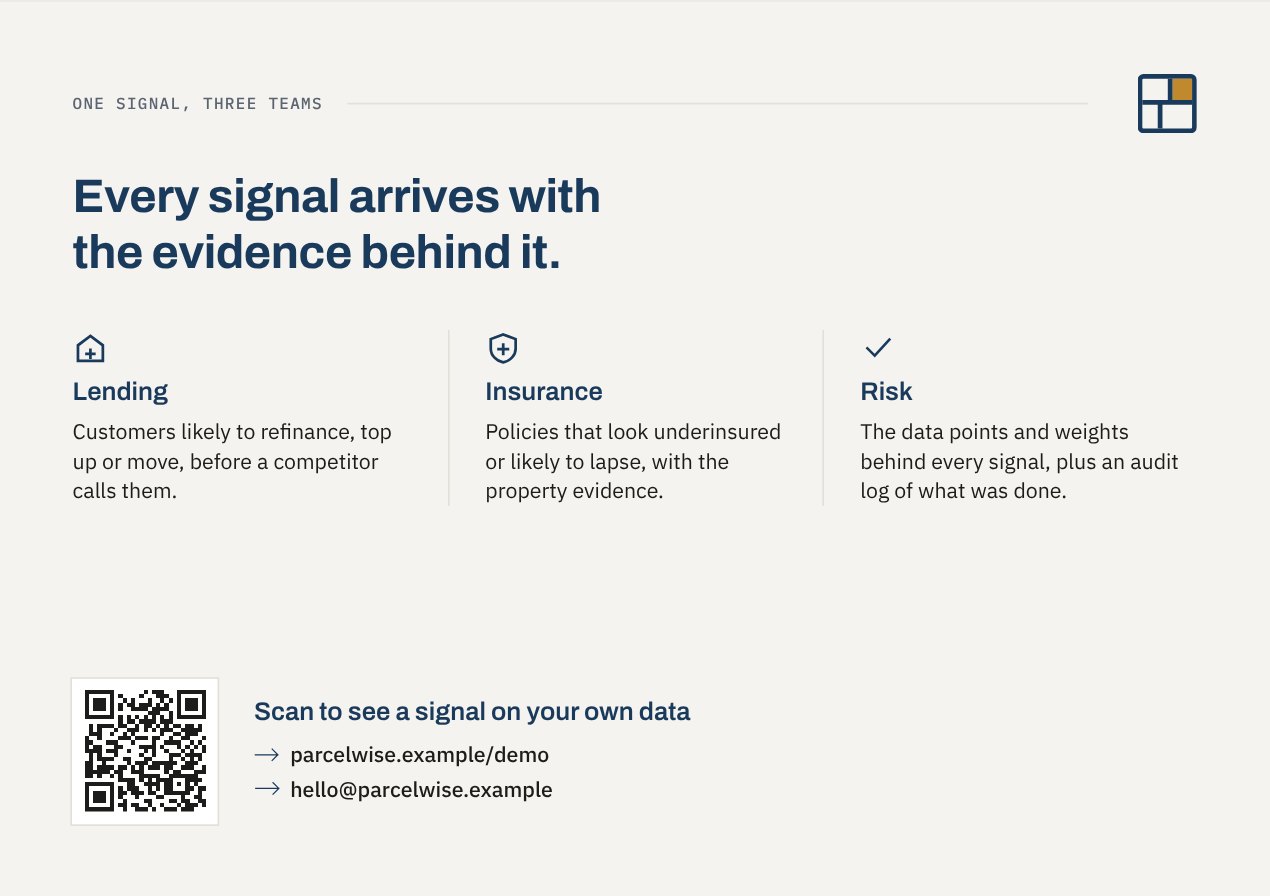 ONE SIGNAL, THREE TEAMS
Every signal arrives with
the evidence behind it.
Lending
Customers likely to refinance, top
up or move, before a competitor
calls them.
Insurance
Policies that look underinsured
or likely to lapse, with the
property evidence.
Risk
The data points and weights
behind every signal, plus an audit
log of what was done.
Scan to see a signal on your own data
→ parcelwise.example/demo
→ hello@parcelwise.example